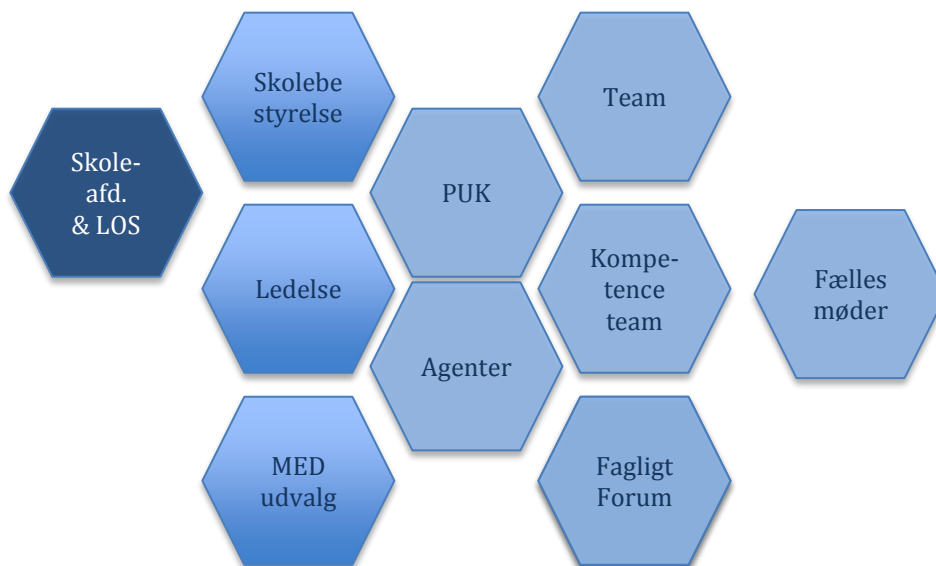 Skole-
afd.
& LOS
Skolebe
styrelse
Ledelse
MED
udvalg
PUK
Agenter
Team
Kompe-
tence
team
Fagligt
Forum
Fælles
møder